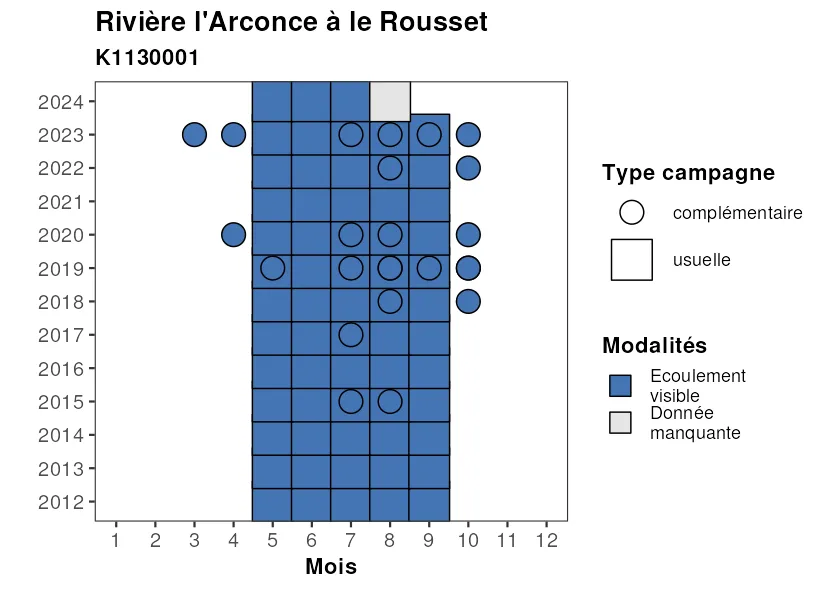 Rivière l'Arconce à le Rousset
K1130001
2024
2023
2022
2021
2020
2019
2018
2017
2016
2015
2014
2013
2012
1 2 3 4 5 6 7 8 9 10 11 12
Mois
Type campagne
complémentaire
usuelle
Modalités
Ecoulement
visible
Donnée
manquante